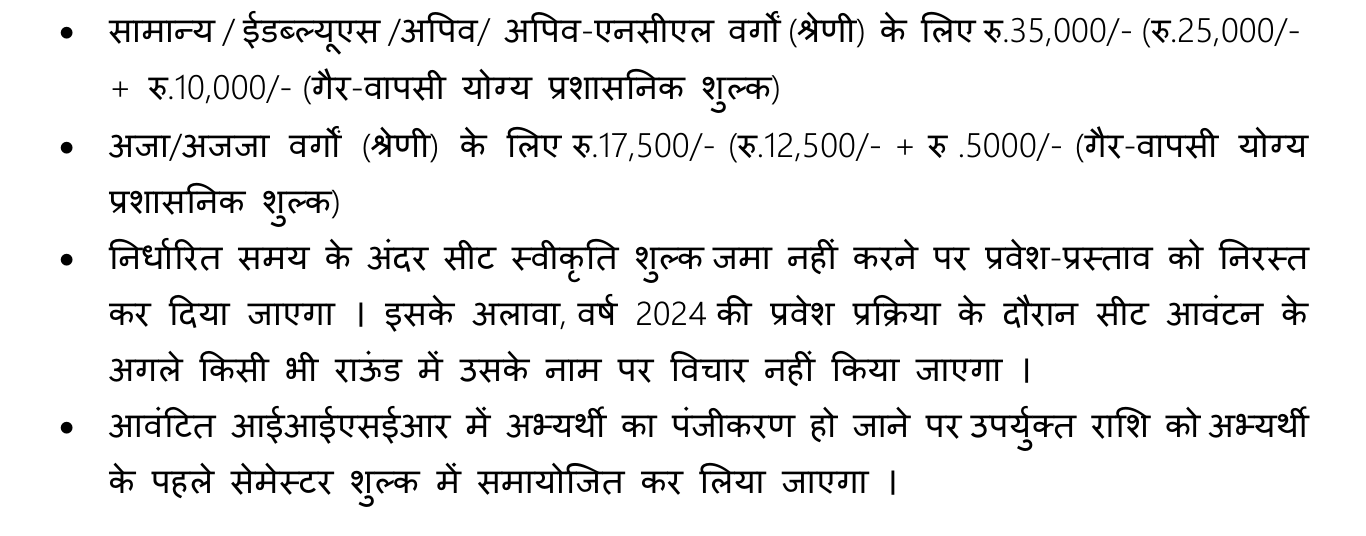 • सामान्य / ईडब्ल्यूएस /अपिव/ अपिव-एनसीएल वर्गों (श्रेणी) के लिए रु.35,000/- (रु.25,000/-
+ रु.10,000/- (गैर-वापसी योग्य प्रशासनिक शुल्क)
• अजा/अजजा वर्गों (श्रेणी) के लिए रु.17,500/- (रु.12,500/- + रु .5000/- (गैर-वापसी योग्य
प्रशासनिक शुल्क)
• निर्धारित समय के अंदर सीट स्वीकृति शुल्क जमा नहीं करने पर प्रवेश-प्रस्ताव को निरस्त
कर दिया जाएगा । इसके अलावा, वर्ष 2024 की प्रवेश प्रक्रिया के दौरान सीट आवंटन के
अगले किसी भी राऊंड में उसके नाम पर विचार नहीं किया जाएगा ।
• आवंटित आईआईएसईआर में अभ्यर्थी का पंजीकरण हो जाने पर उपर्युक्त राशि को अभ्यर्थी
के पहले सेमेस्टर शुल्क में समायोजित कर लिया जाएगा ।